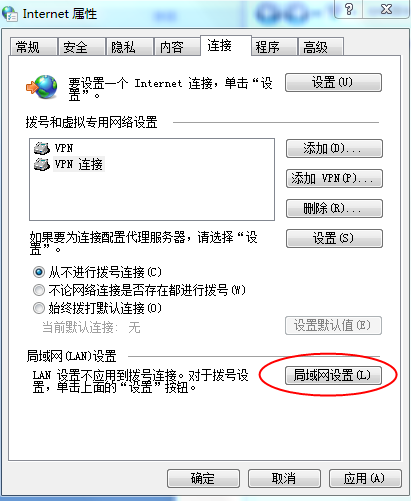 Internet 属性
常规 安全 隐私 内容 连接 程序 高级
要设置一个 Internet 连接，单击“设
置”。
设置(U)
拨号和虚拟专用网络设置
VPN
VPN 连接
添加(D)...
添加 VPN(P)...
删除(R)...
如果要为连接配置代理服务器，请选择“设
置”。
设置(S)
从不进行拨号连接(C)
不论网络连接是否存在都进行拨号(W)
始终拨打默认连接(O)
当前默认连接: 无
设置默认值(E)
局域网(LAN)设置
LAN 设置不应用到拨号连接。对于拨号设
置，单击上面的“设置”按钮。
局域网设置(L)
确定 取消 应用(A)